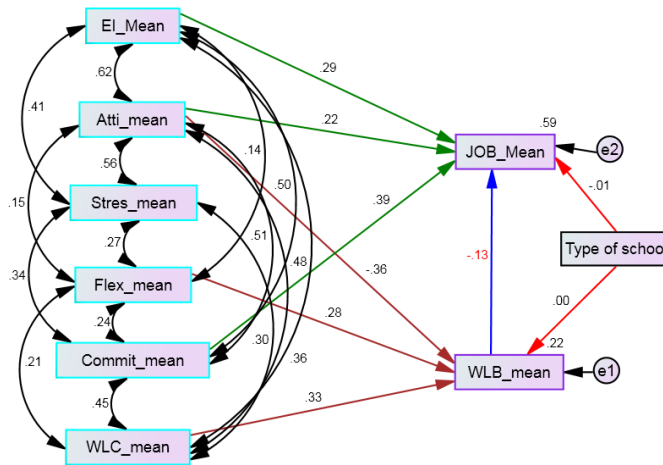 EI_Mean
.29
.62
.41
Atti_mean
.22
.59
JOB_Mean
e2
.56
.14
.50
-.01
.15
Stres_mean
.39
.51
.27
.48
-.13
Type of school
.34
Flex_mean
-.36
.28
.00
.24
.30
.22
.21
Commit_mean
.36
WLB_mean
e1
.45
.33
WLC_mean